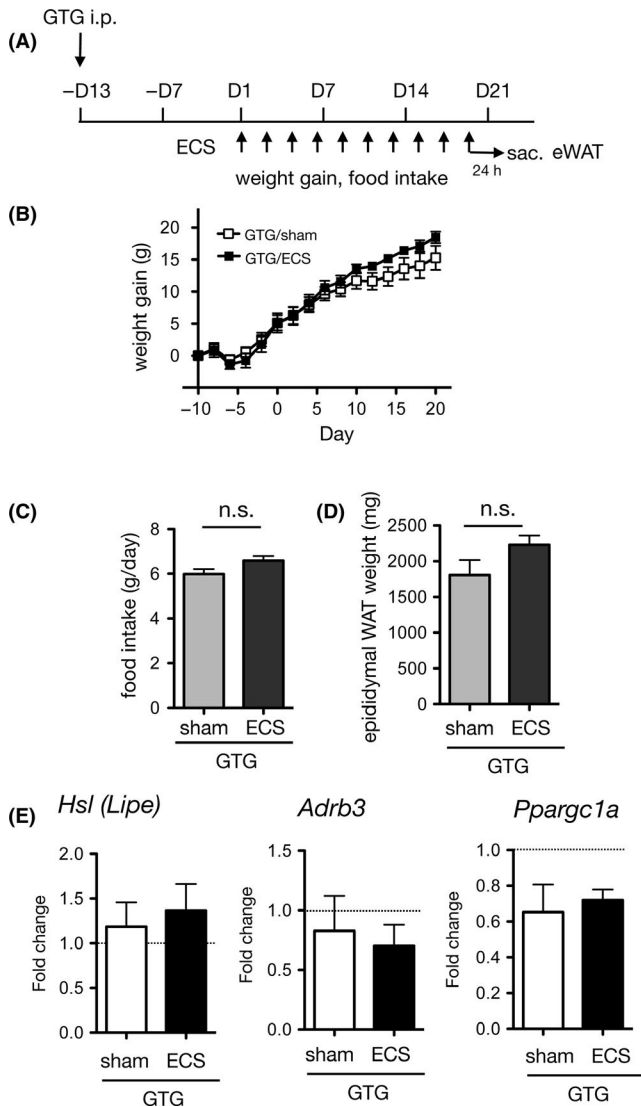 GTG i.p.
(A)
–D13 –D7 D1 D7 D14 D21
ECS
24 h
sac. eWAT
weight gain, food intake
(B)
GTG/sham
GTG/ECS
weight gain (g)
20
15
10
5
0
–10 –5 0 5 10 15 20
Day
(C)
n.s.
food intake (g/day)
8
6
4
2
0
sham ECS
GTG
(D)
n.s.
epididymal WAT weight (mg)
2500
2000
1500
1000
500
0
sham ECS
GTG
(E)
Hsl (Lipe)
Fold change
2.0
1.5
1.0
0.5
0.0
sham ECS
GTG
Adrb3
Fold change
1.5
1.0
0.5
0.0
sham ECS
GTG
Ppargc1a
Fold change
1.0
0.8
0.6
0.4
0.2
0.0
sham ECS
GTG